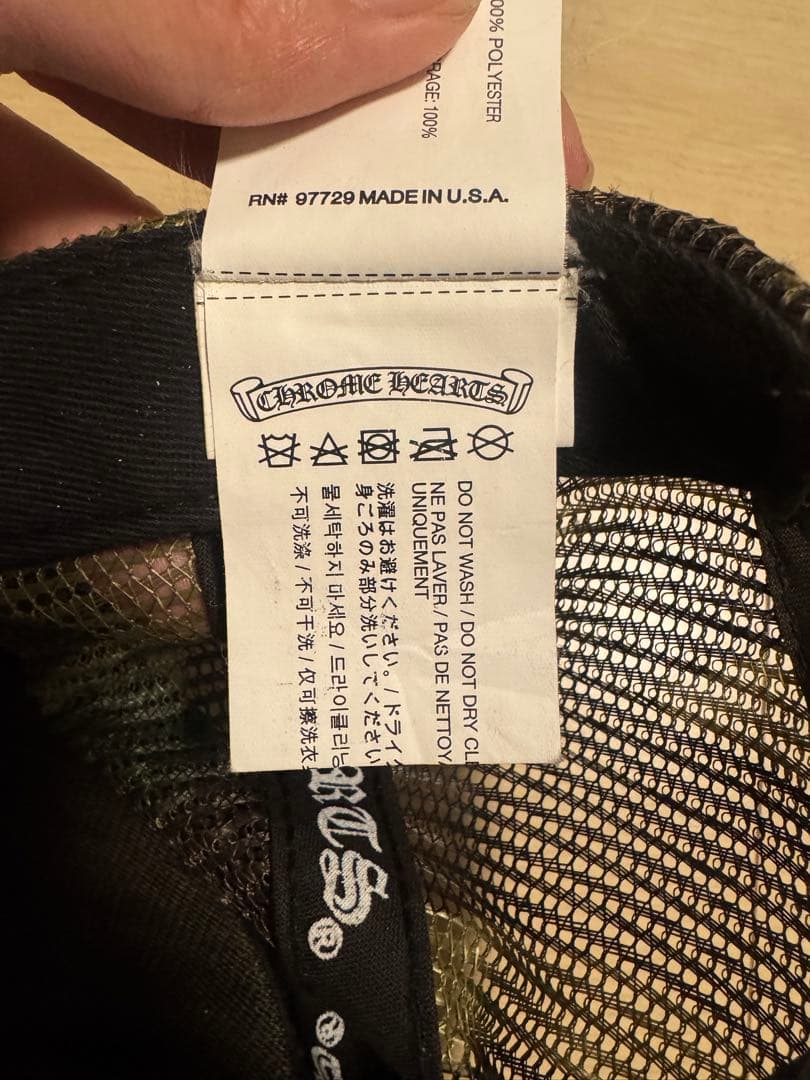 00% POLYESTER
RAGE:100%
RN# 97729 MADE IN U.S.A.
CHROME HEARTS
DO NOT WASH / DO NOT DRY CL
NE PAS LAVER / PAS DE NETTOY
UNIQUEMENT
洗濯はお避けください。/ ドライ
身ごろのみ部分洗いしてください
물세탁하지 마세요 / 드라이클리닝
不可洗涤 / 不可干洗 / 仅可擦洗衣
RTS®
®